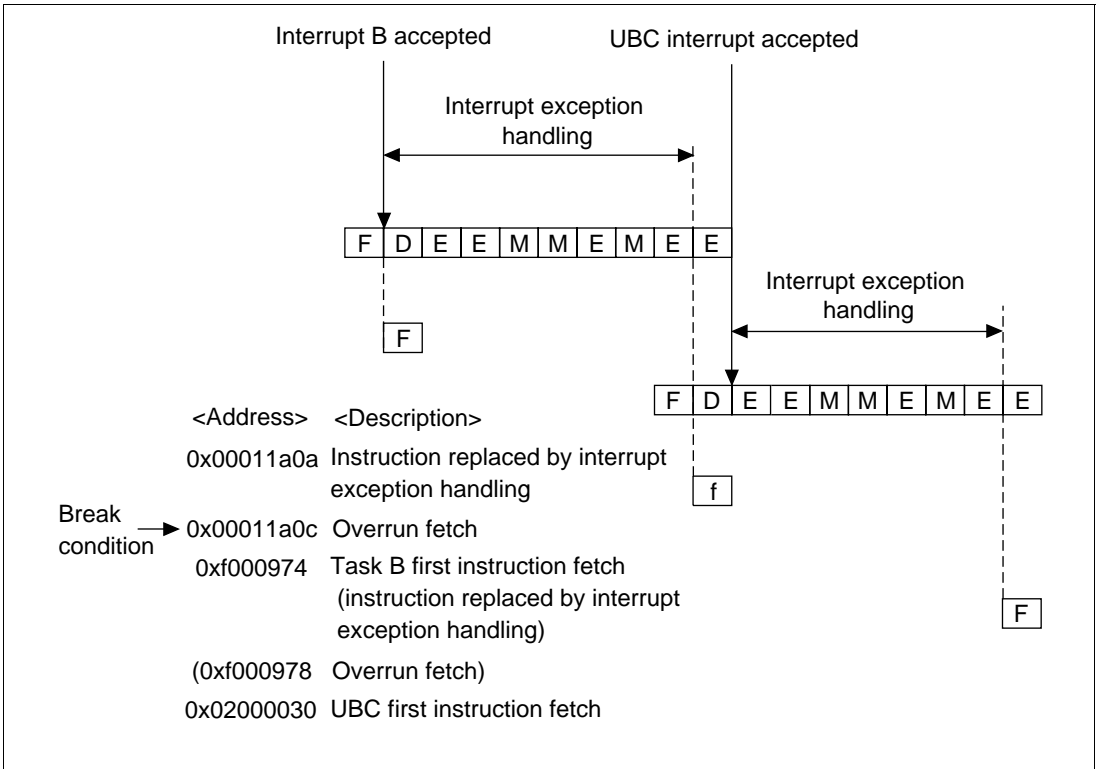 Interrupt B accepted
UBC interrupt accepted
Interrupt exception
handling
F D E E M M E M E E
Interrupt exception
handling
F
F D E E M M E M E E
<Address> <Description>
0x00011a0a Instruction replaced by interrupt
exception handling
f
Break
condition
0x00011a0c Overrun fetch
0xf000974 Task B first instruction fetch
(instruction replaced by interrupt
exception handling)
F
(0xf000978 Overrun fetch)
0x02000030 UBC first instruction fetch